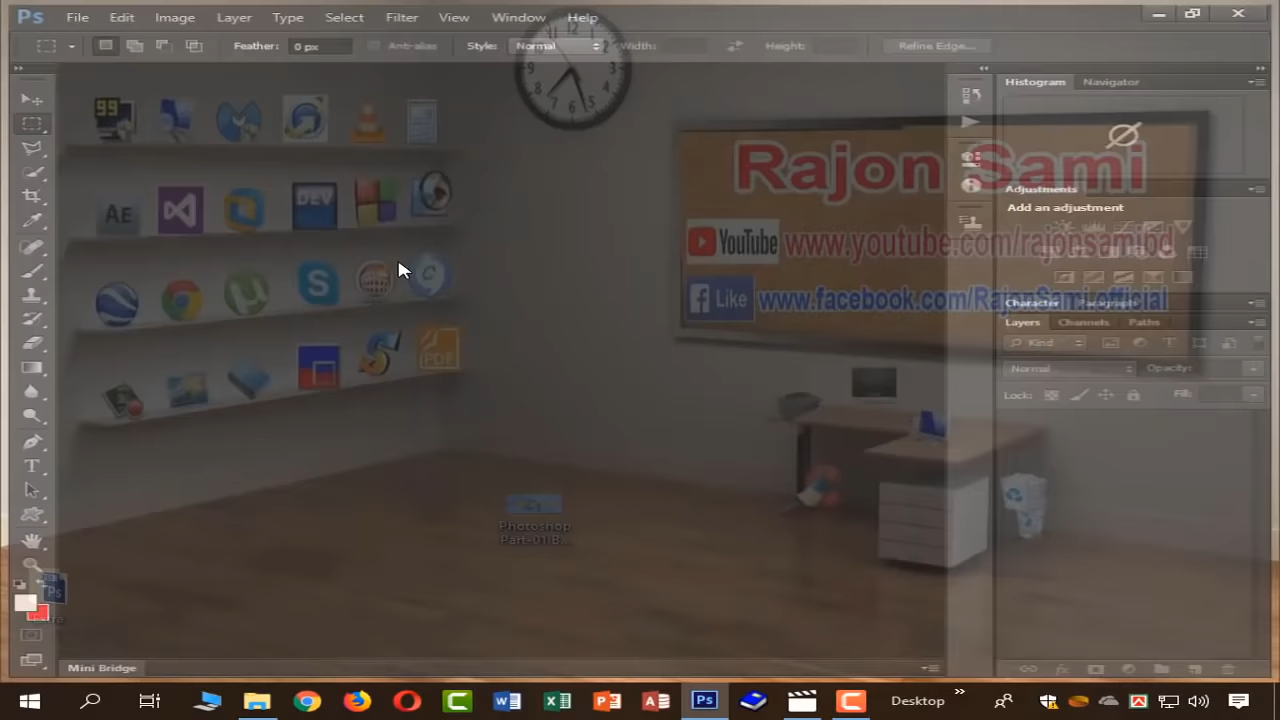 Ps File Edit Image Layer Type Select Filter View Window Help
Feather: 0 px Anti-alias Style: Normal Width: Height: Refine Edge...
Histogram Navigator
99
Rajon Sami
Adjustments
Add an adjustment
Ae DEV
YouTube www.youtube.com/rajonsamibd
f Like www.facebook.com/RajonSami.official
Character Paragraph
Layers Channels Paths
Kind
PDF
Normal Opacity:
Lock: Fill:
Photoshop
Part-01(B...
Ps
Mini Bridge
Desktop